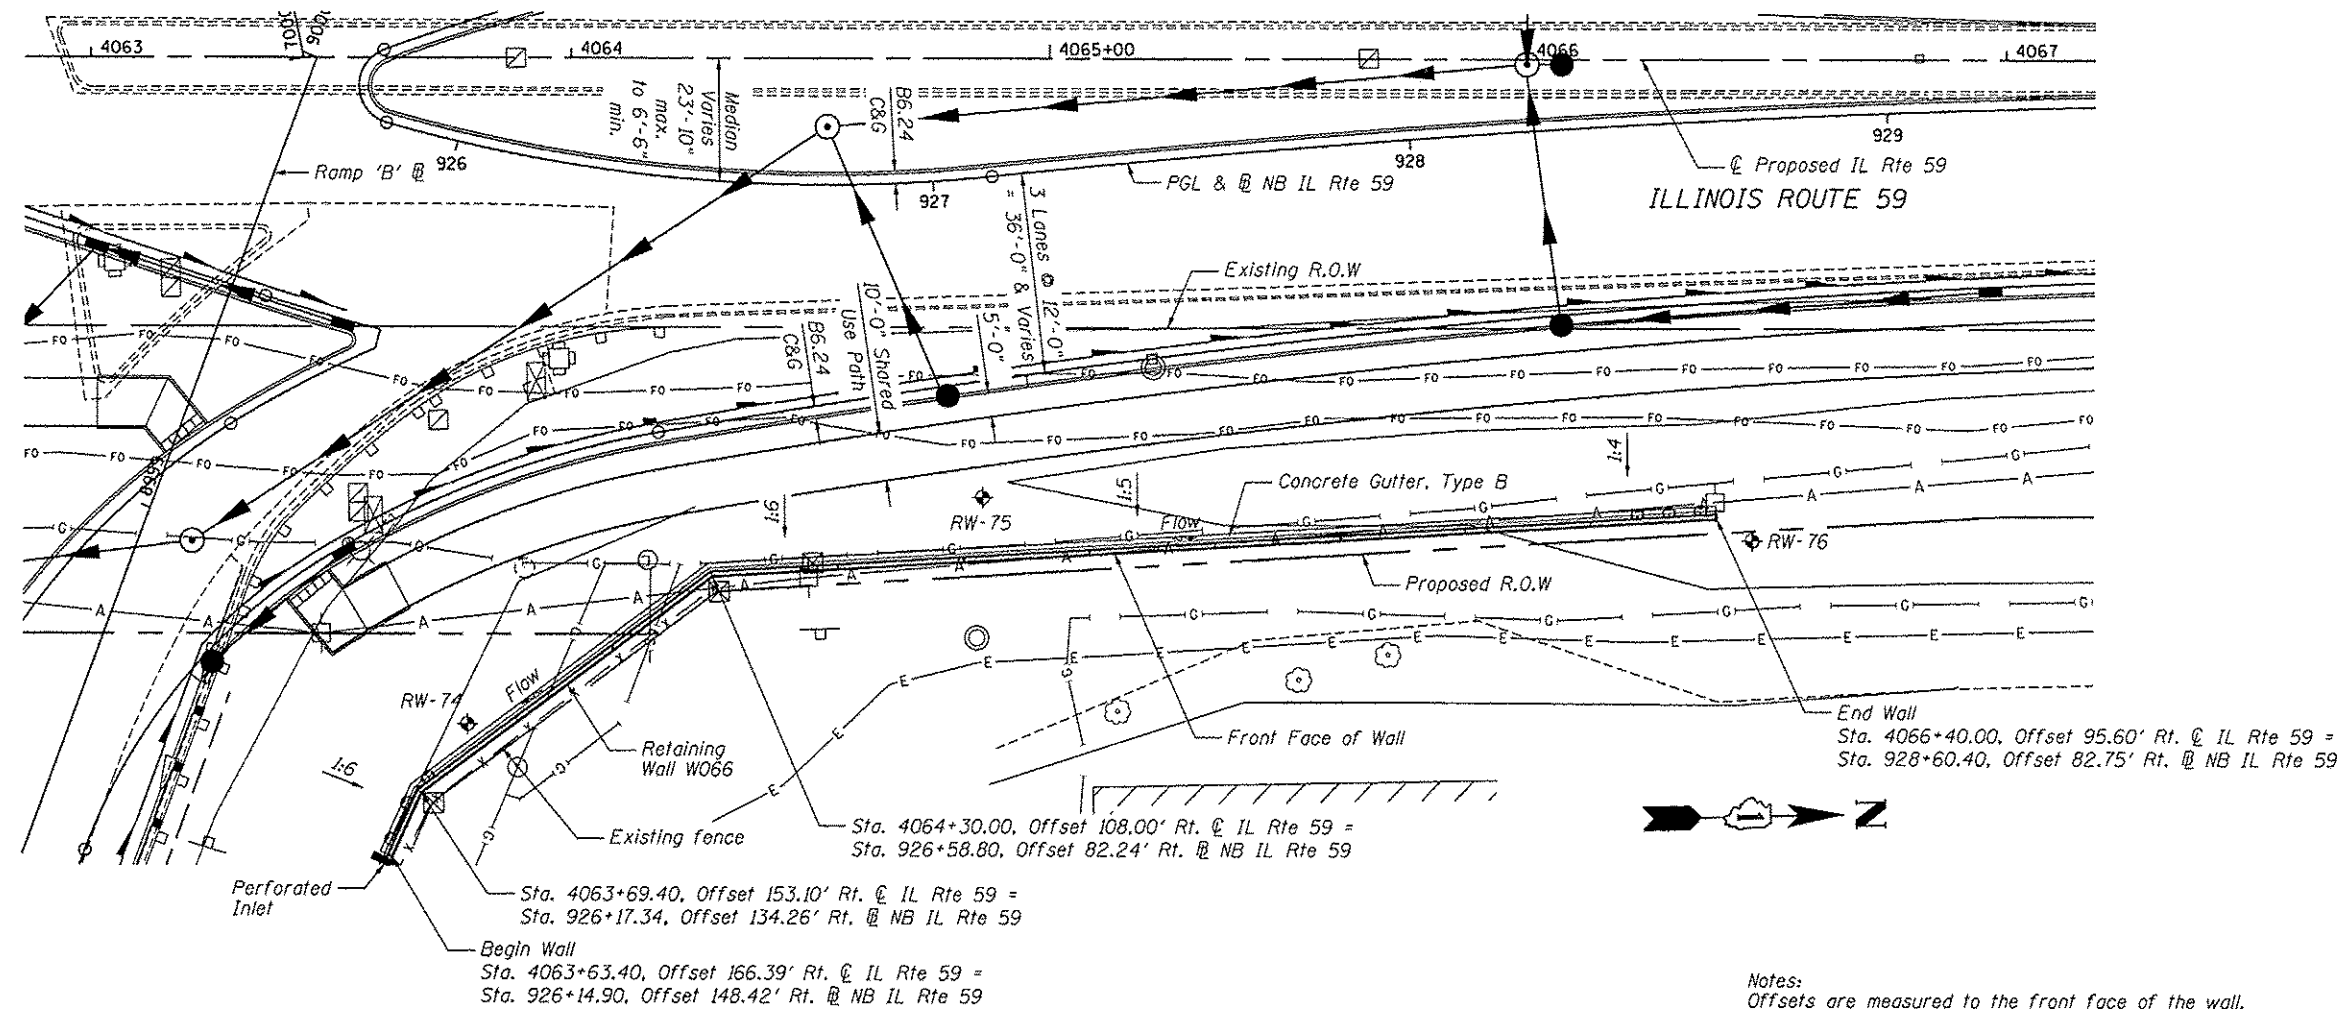 4063
4064
4065+00
4066
4067
1001
906
Median
Varies
23'-10"
max.
to 6'-6"
min.
B6.24
C&G
926
927
928
929
Ramp 'B' ℄
PGL & ℄ NB IL Rte 59
℄ Proposed IL Rte 59
ILLINOIS ROUTE 59
3 Lanes @ 12'-0"
= 36'-0" & Varies
Existing R.O.W
10'-0" Shared
Use Path
5'-0"
B6.24
C&G
1:6
1:5
1:4
RW-75
Concrete Gutter, Type B
Flow
RW-76
Proposed R.O.W
RW-74
Flow
1:6
Retaining
Wall W066
Front Face of Wall
Existing fence
End Wall
Sta. 4066+40.00, Offset 95.60' Rt. ℄ IL Rte 59 =
Sta. 928+60.40, Offset 82.75' Rt. ℄ NB IL Rte 59
Sta. 4064+30.00, Offset 108.00' Rt. ℄ IL Rte 59 =
Sta. 926+58.80, Offset 82.24' Rt. ℄ NB IL Rte 59
Perforated
Inlet
Sta. 4063+69.40, Offset 153.10' Rt. ℄ IL Rte 59 =
Sta. 926+17.34, Offset 134.26' Rt. ℄ NB IL Rte 59
Begin Wall
Sta. 4063+63.40, Offset 166.39' Rt. ℄ IL Rte 59 =
Sta. 926+14.90, Offset 148.42' Rt. ℄ NB IL Rte 59
Z
Notes:
Offsets are measured to the front face of the wall.